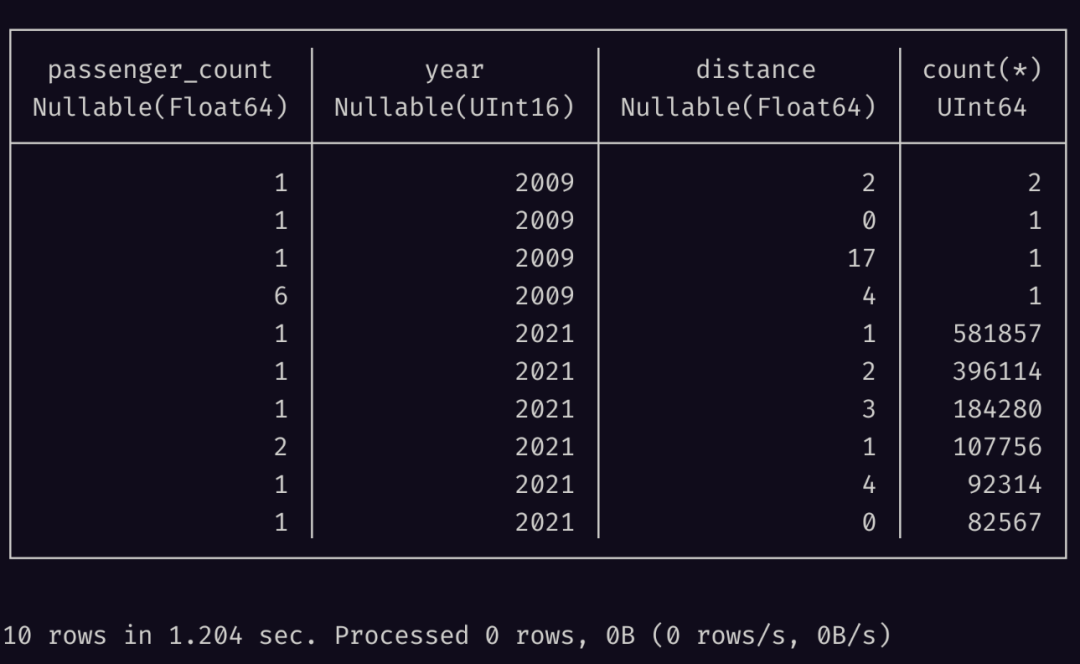 passenger_count year distance count(*)
Nullable(Float64) Nullable(UInt16) Nullable(Float64) UInt64
1 2009 2 2
1 2009 0 1
1 2009 17 1
6 2009 4 1
1 2021 1 581857
1 2021 2 396114
1 2021 3 184280
2 2021 1 107756
1 2021 4 92314
1 2021 0 82567
10 rows in 1.204 sec. Processed 0 rows, 0B (0 rows/s, 0B/s)